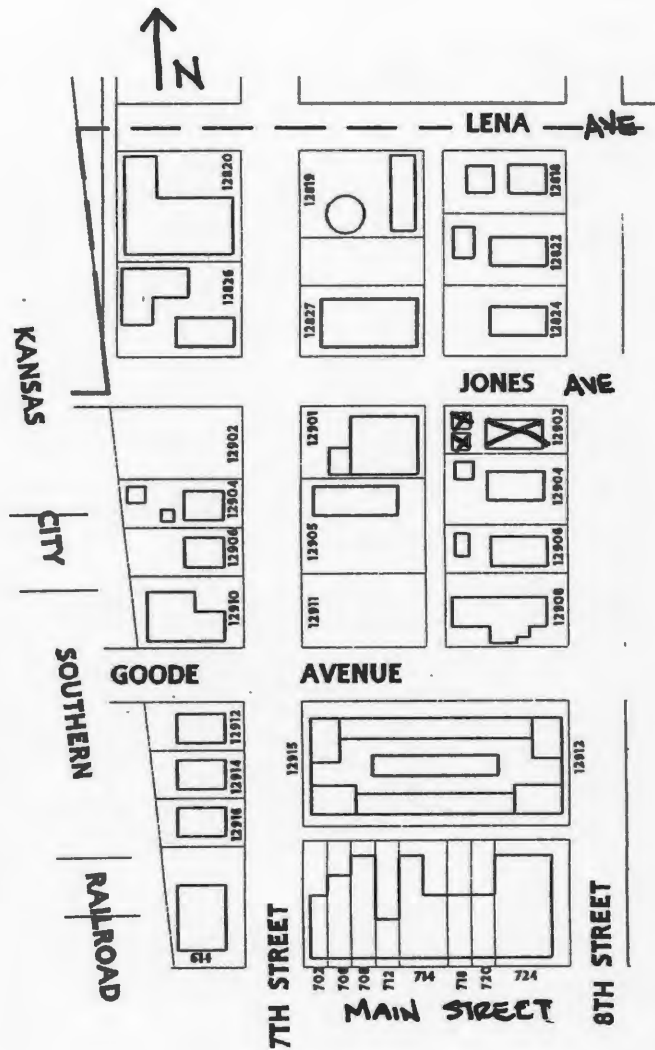 N
LENA AVE
12820
12819
12818
12822
12826
12827
12824
KANSAS
JONES AVE
12902
12901
12902
12904
12904
CITY
12906
12905
12906
12910
12911
12908
SOUTHERN
GOODE AVENUE
12912
12915
12912
12914
12916
RAILROAD
614
7TH STREET
702
706
708
712
714
718
720
724
8TH STREET
MAIN STREET